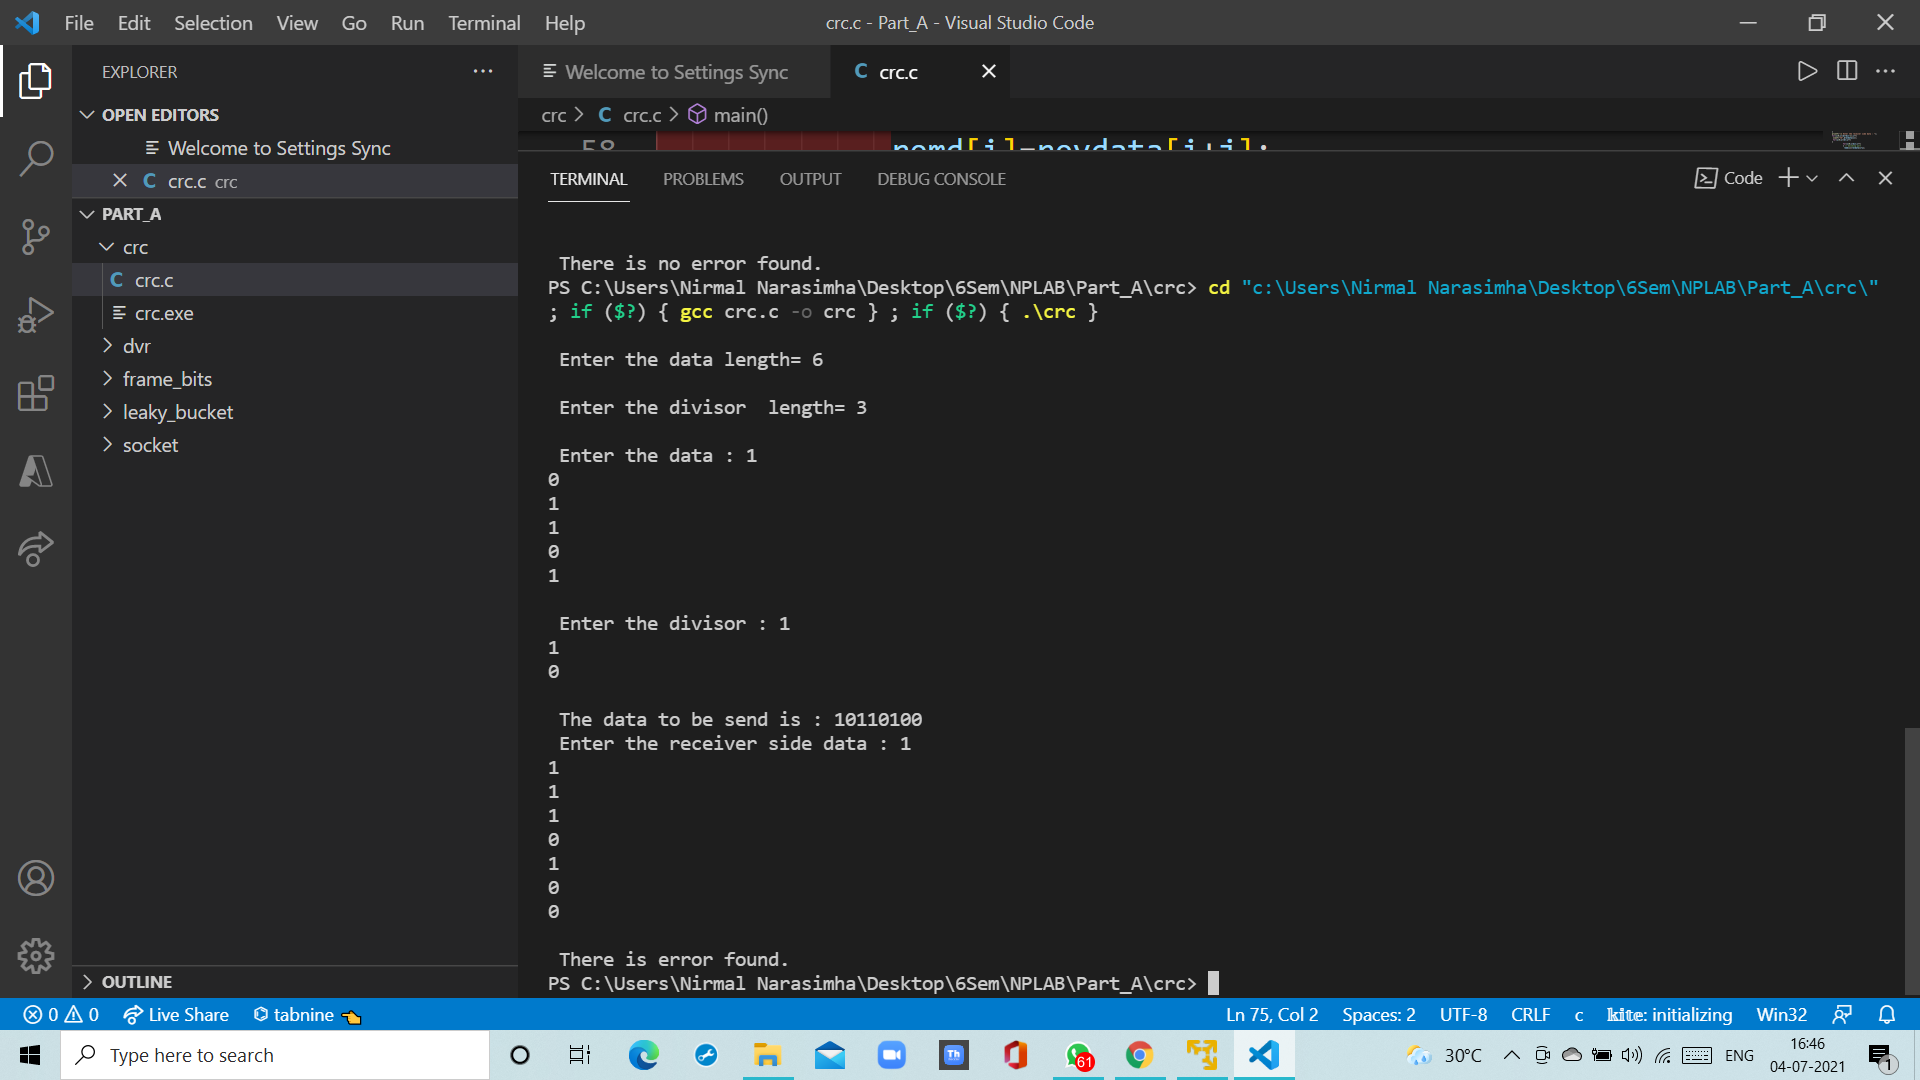 File Edit Selection View Go Run Terminal Help
crc.c - Part_A - Visual Studio Code
EXPLORER
OPEN EDITORS
Welcome to Settings Sync
crc.c crc
PART_A
crc
crc.c
crc.exe
dvr
frame_bits
leaky_bucket
socket
OUTLINE
Welcome to Settings Sync
crc.c
crc > crc.c > main()
TERMINAL PROBLEMS OUTPUT DEBUG CONSOLE
Code
There is no error found.
PS C:\Users\Nirmal Narasimha\Desktop\6Sem\NPLAB\Part_A\crc> cd "c:\Users\Nirmal Narasimha\Desktop\6Sem\NPLAB\Part_A\crc\"
; if ($?) { gcc crc.c -o crc } ; if ($?) { .\crc }
Enter the data length= 6
Enter the divisor  length= 3
Enter the data : 1
0
1
1
0
1
Enter the divisor : 1
1
0
The data to be send is : 10110100
Enter the receiver side data : 1
1
1
1
0
1
0
0
There is error found.
PS C:\Users\Nirmal Narasimha\Desktop\6Sem\NPLAB\Part_A\crc>
0 0 Live Share tabnine
Ln 75, Col 2 Spaces: 2 UTF-8 CRLF c kite: initializing Win32
Type here to search
Th
61
30°C
ENG
16:46
04-07-2021
1